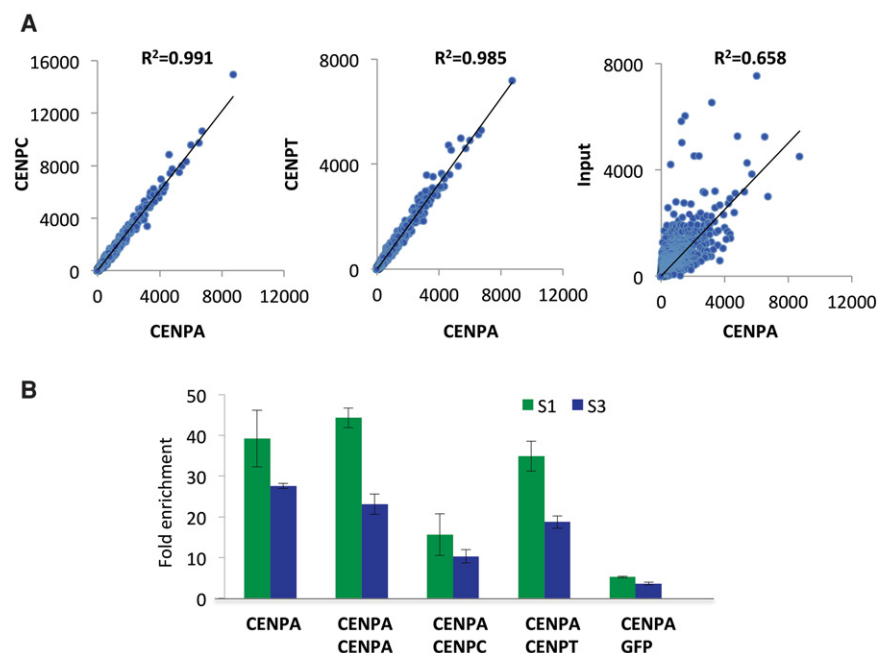 A
R²=0.991
CENPC
16000
12000
8000
4000
0
0 4000 8000 12000
CENPA
R²=0.985
CENPT
8000
4000
0
0 4000 8000 12000
CENPA
R²=0.658
Input
8000
4000
0
0 4000 8000 12000
CENPA
B
Fold enrichment
50
40
30
20
10
0
S1 S3
CENPA CENPA CENPA CENPA CENPA
CENPA CENPC CENPT GFP